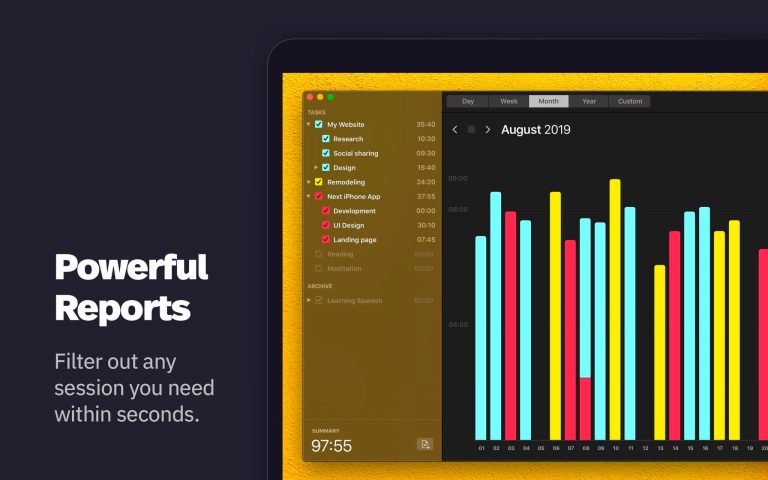 Powerful
Reports
Filter out any
session you need
within seconds.
TASKS
My Website 35:40
Research 10:30
Social sharing 09:30
Design 15:40
Remodeling 24:20
Next iPhone App 37:55
Development 00:00
UI Design 30:10
Landing page 07:45
Reading 00:00
Meditation 00:00
ARCHIVE
Learning Spanish 00:00
SUMMARY
97:55
Day Week Month Year Custom
August 2019
09:00
08:00
04:00
01 02 03 04 05 06 07 08 09 10 11 12 13 14 15 16 17 18 19 20